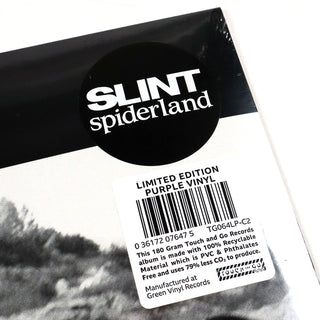 SLINT
spiderland
LIMITED EDITION
PURPLE VINYL
0 36172 07647 5
TG064LP-C2
This 180 Gram Touch and Go Records
album is made with 100% Recyclable
Material which is PVC & Phthalates
Free and uses 79% less CO2 to produce.
Manufactured at
Green Vinyl Records